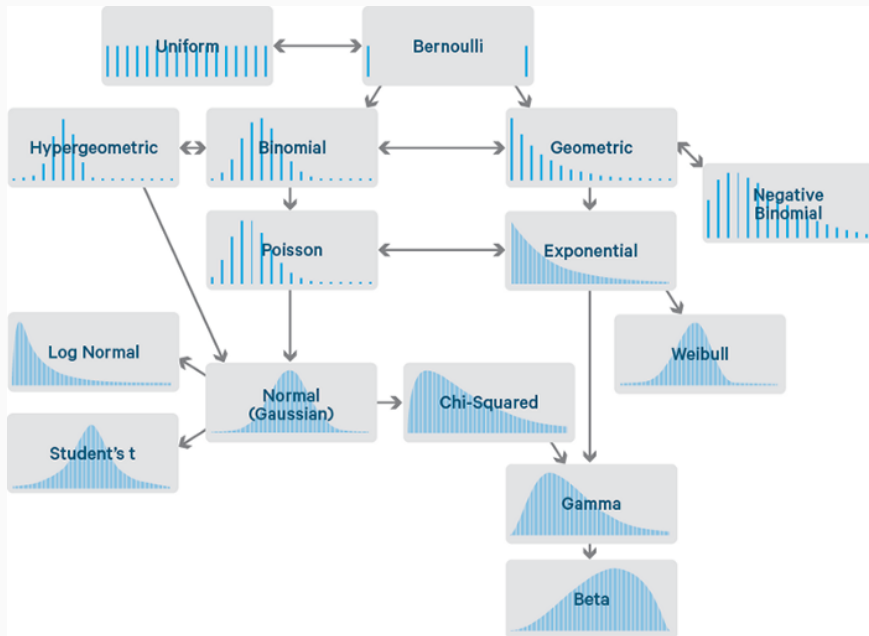 Uniform
Bernoulli
Hypergeometric
Binomial
Geometric
Negative
Binomial
Poisson
Exponential
Log Normal
Weibull
Normal
(Gaussian)
Chi-Squared
Student's t
Gamma
Beta